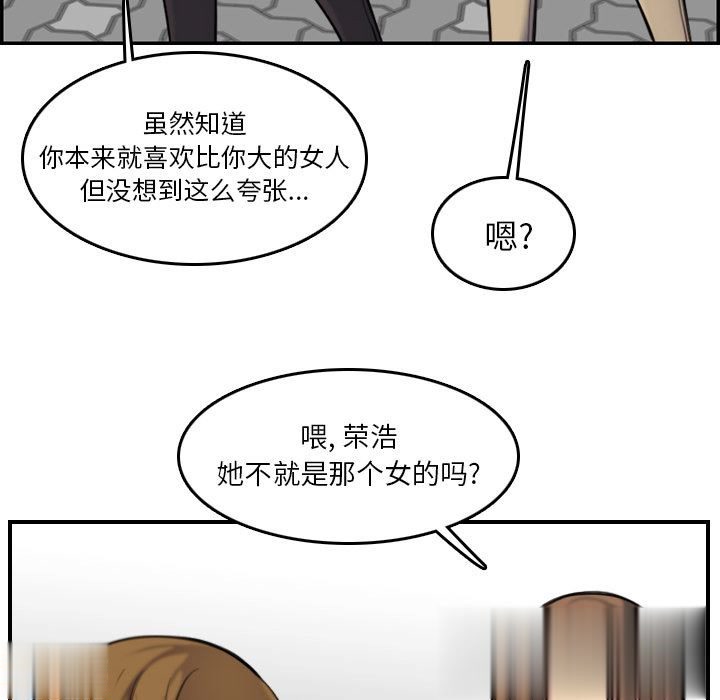 虽然知道
你本来就喜欢比你大的女人
但没想到这么夸张...
嗯?
喂, 荣浩
她不就是那个女的吗?